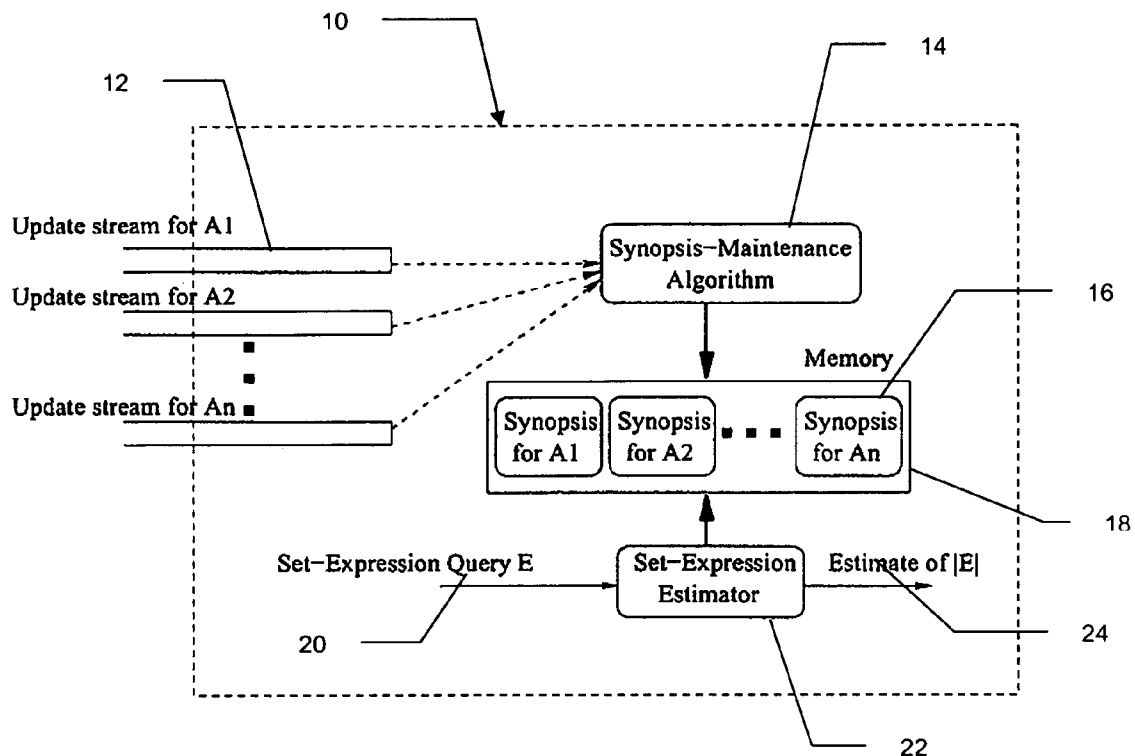 10
14
12
Update stream for A1
Synopsis-Maintenance
Algorithm
Update stream for A2
16
Memory
Update stream for An
Synopsis
for A1
Synopsis
for A2
Synopsis
for An
18
Set-Expression Query E
Set-Expression
Estimator
Estimate of |E|
20
24
22